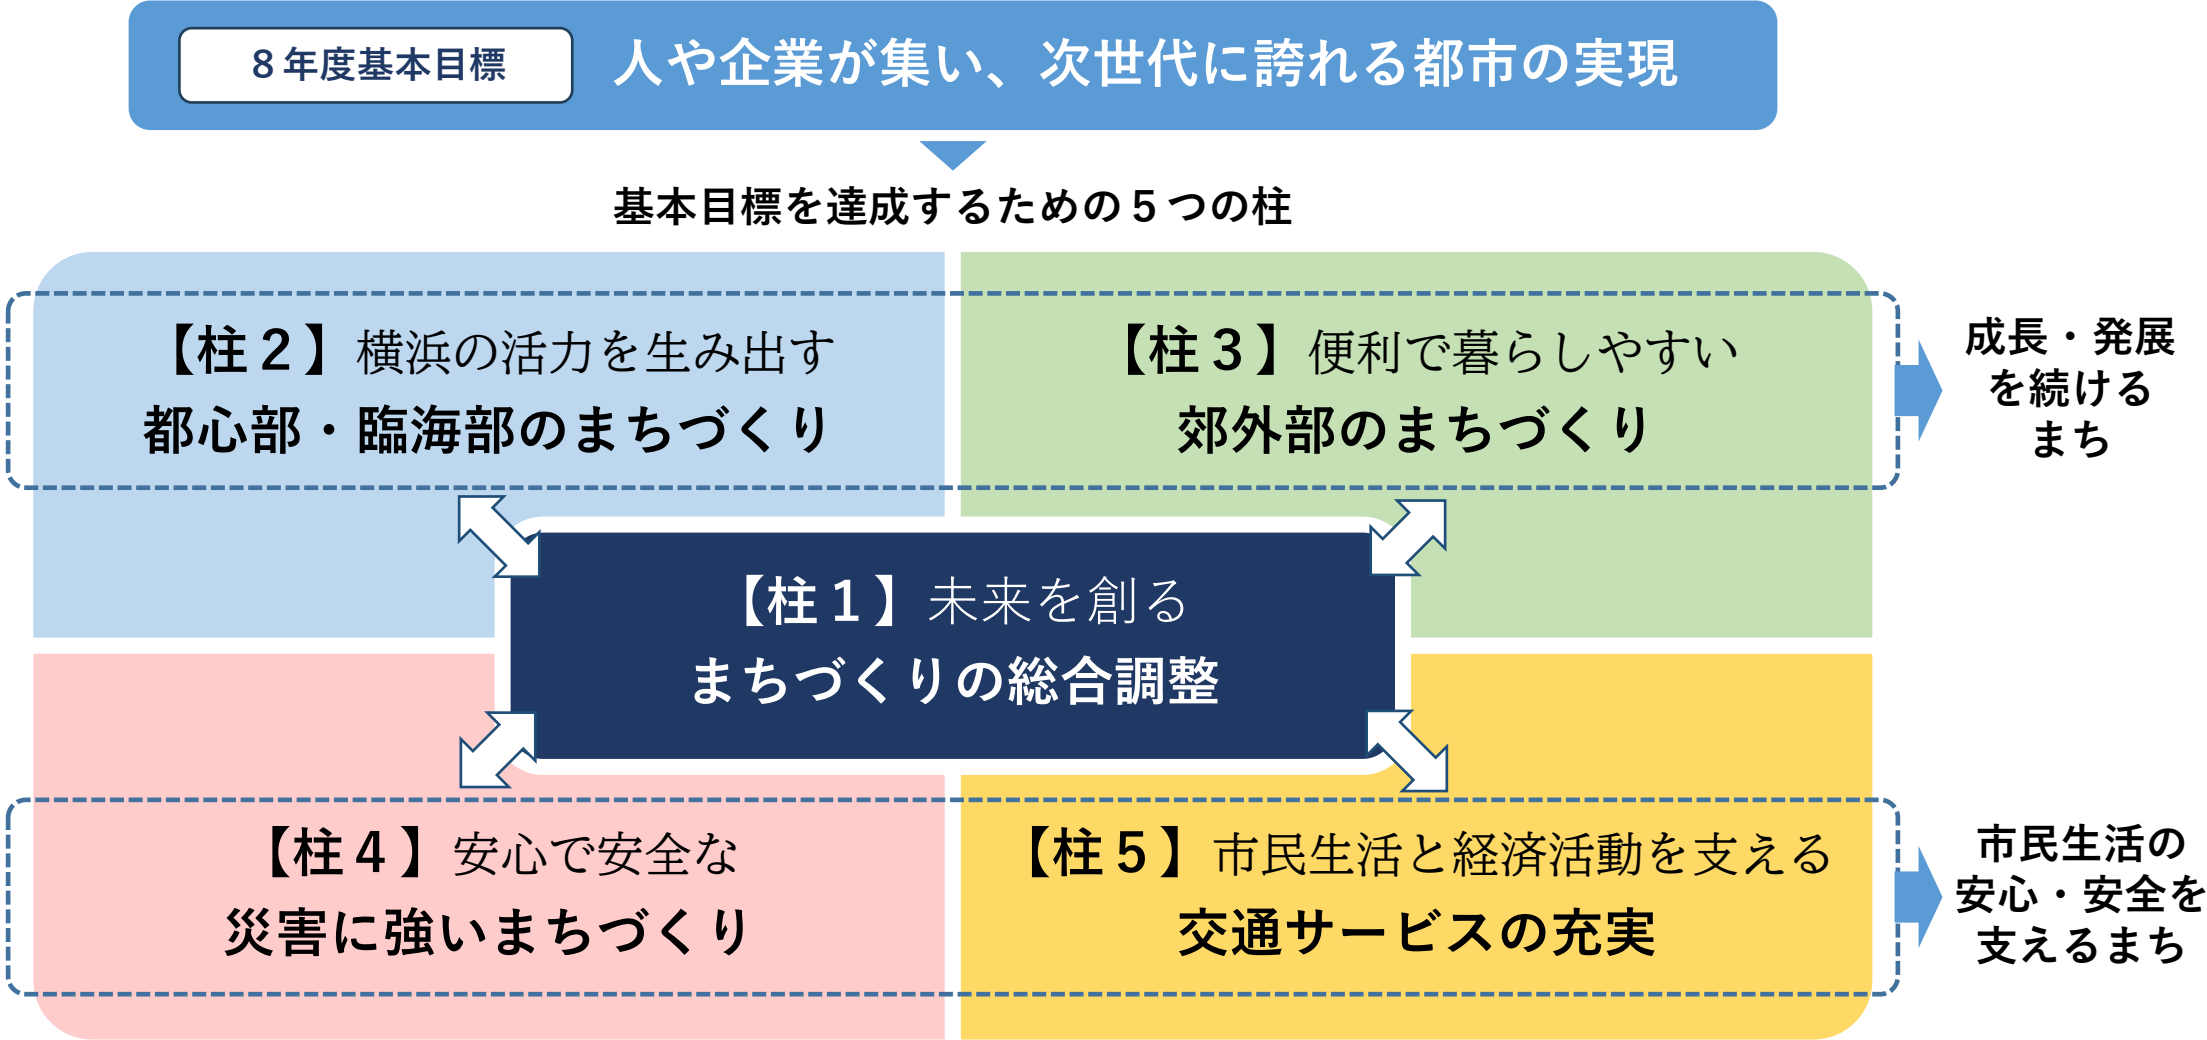 ８年度基本目標
人や企業が集い、次世代に誇れる都市の実現
基本目標を達成するための５つの柱
【柱２】横浜の活力を生み出す
都心部・臨海部のまちづくり
【柱３】便利で暮らしやすい
郊外部のまちづくり
成長・発展
を続ける
まち
【柱１】未来を創る
まちづくりの総合調整
【柱４】安心で安全な
災害に強いまちづくり
【柱５】市民生活と経済活動を支える
交通サービスの充実
市民生活の
安心・安全を
支えるまち